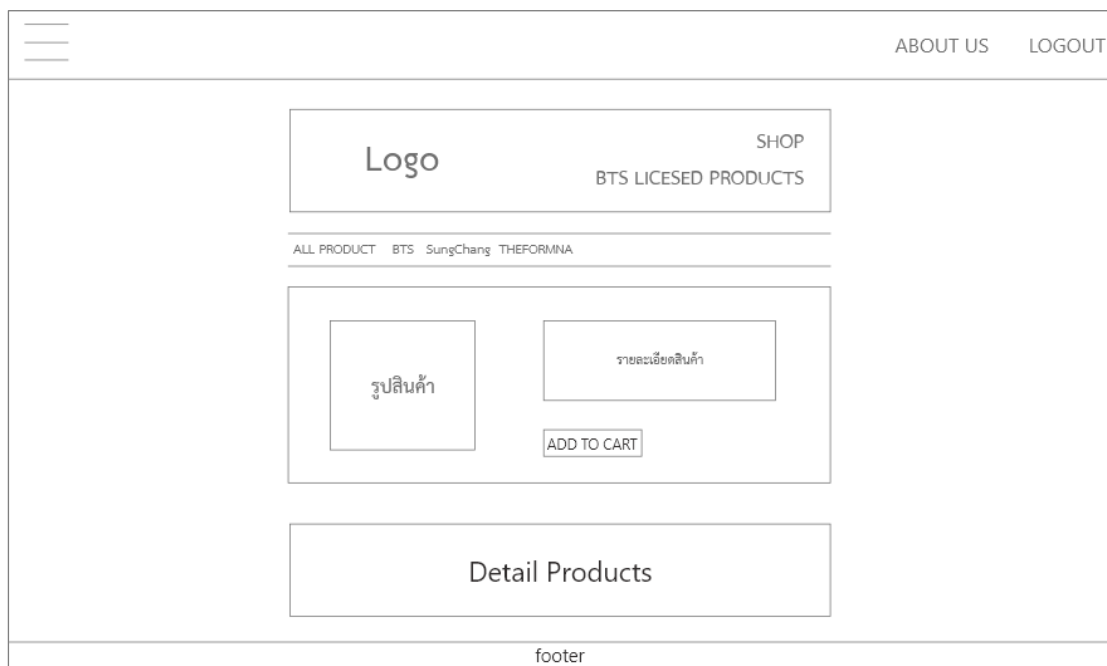 ABOUT US LOGOUT
Logo
SHOP
BTS LICESED PRODUCTS
ALL PRODUCT BTS SungChang THEFORMNA
รูปสินค้า
รายละเอียดสินค้า
ADD TO CART
Detail Products
footer